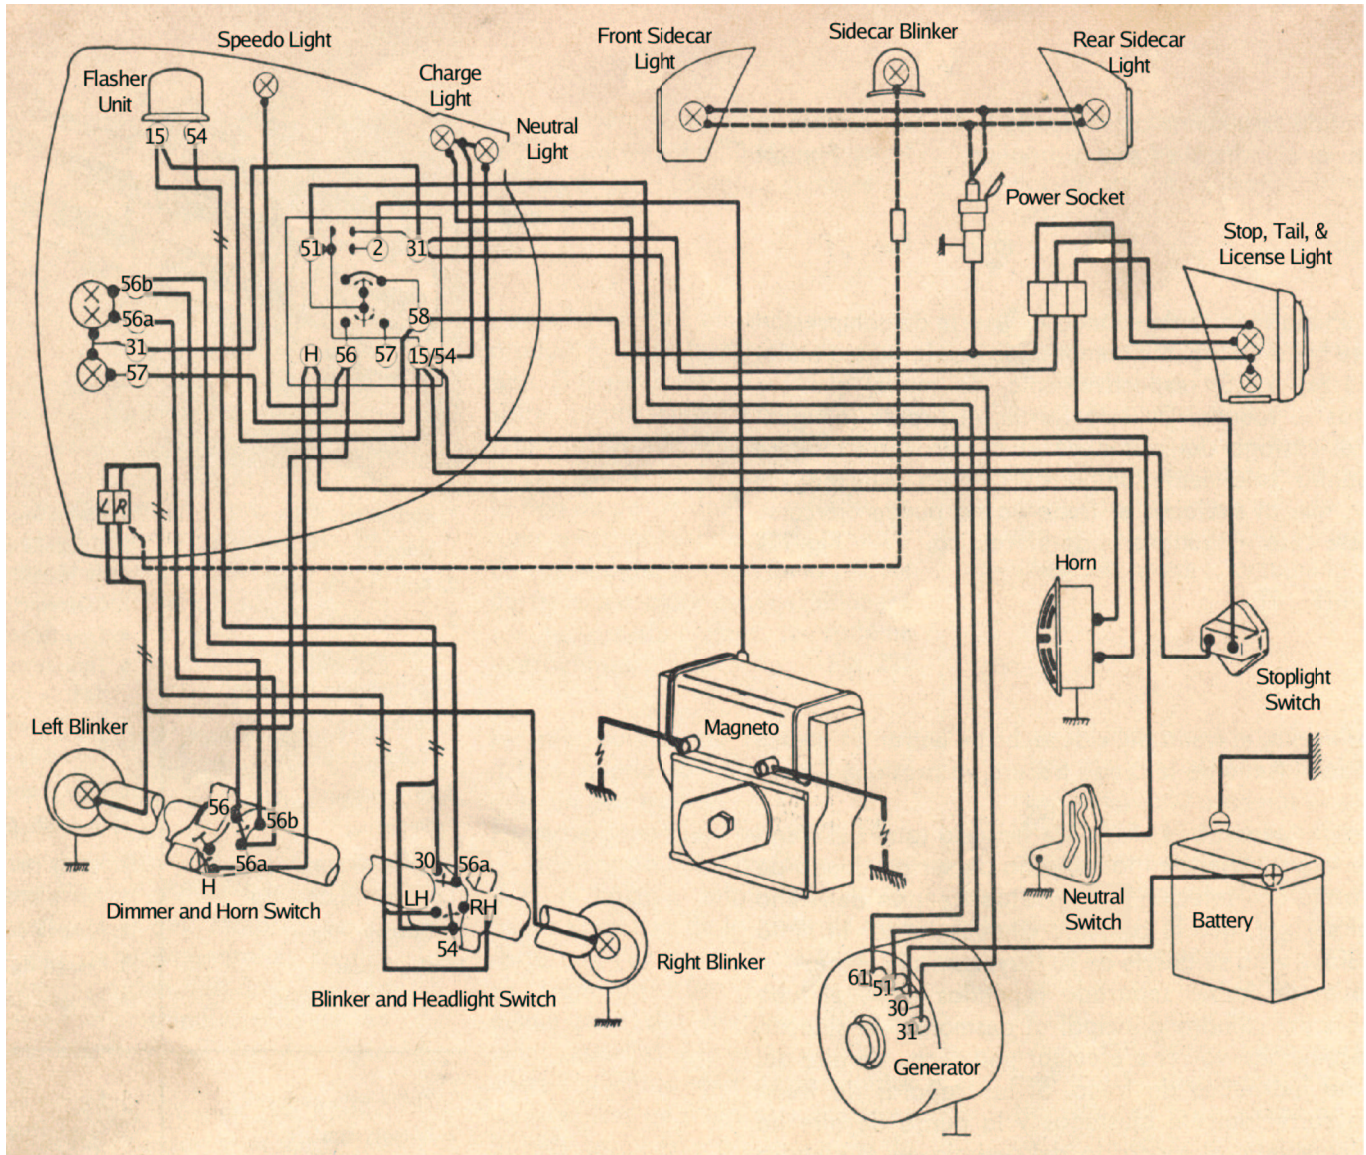 Speedo Light
Flasher
Unit
15 54
Charge
Light
Neutral
Light
Front Sidecar
Light
Sidecar Blinker
Rear Sidecar
Light
Power Socket
Stop, Tail, &
License Light
51 2 31
58
H 56 57 15/54
56b
56a
31
57
L R
Horn
Stoplight
Switch
Left Blinker
Magneto
56
56b
56a
H
Dimmer and Horn Switch
30 56a
LH RH
54
Blinker and Headlight Switch
Right Blinker
Neutral
Switch
Battery
61
51
30
31
Generator